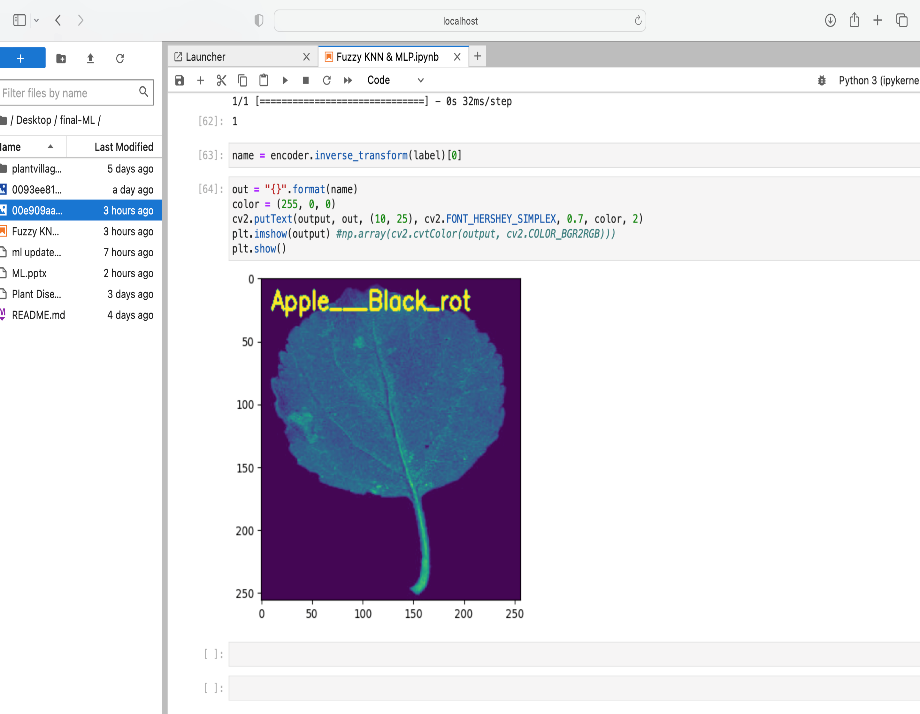 localhost
Launcher
Fuzzy KNN & MLP.ipynb
Filter files by name
Code
Python 3 (ipykerne
/ Desktop / final-ML /
Name
Last Modified
plantvillag... 5 days ago
0093ee81... a day ago
00e909aa... 3 hours ago
Fuzzy KN... 3 hours ago
ml update... 7 hours ago
ML.pptx 2 hours ago
Plant Dise... 3 days ago
README.md 4 days ago
1/1 [==============================] - 0s 32ms/step
[62]: 1
[63]: name = encoder.inverse_transform(label)[0]
[64]: out = "{}".format(name)
color = (255, 0, 0)
cv2.putText(output, out, (10, 25), cv2.FONT_HERSHEY_SIMPLEX, 0.7, color, 2)
plt.imshow(output) #np.array(cv2.cvtColor(output, cv2.COLOR_BGR2RGB)))
plt.show()
Apple___Black_rot
0
50
100
150
200
250
0 50 100 150 200 250
[ ]:
[ ]: